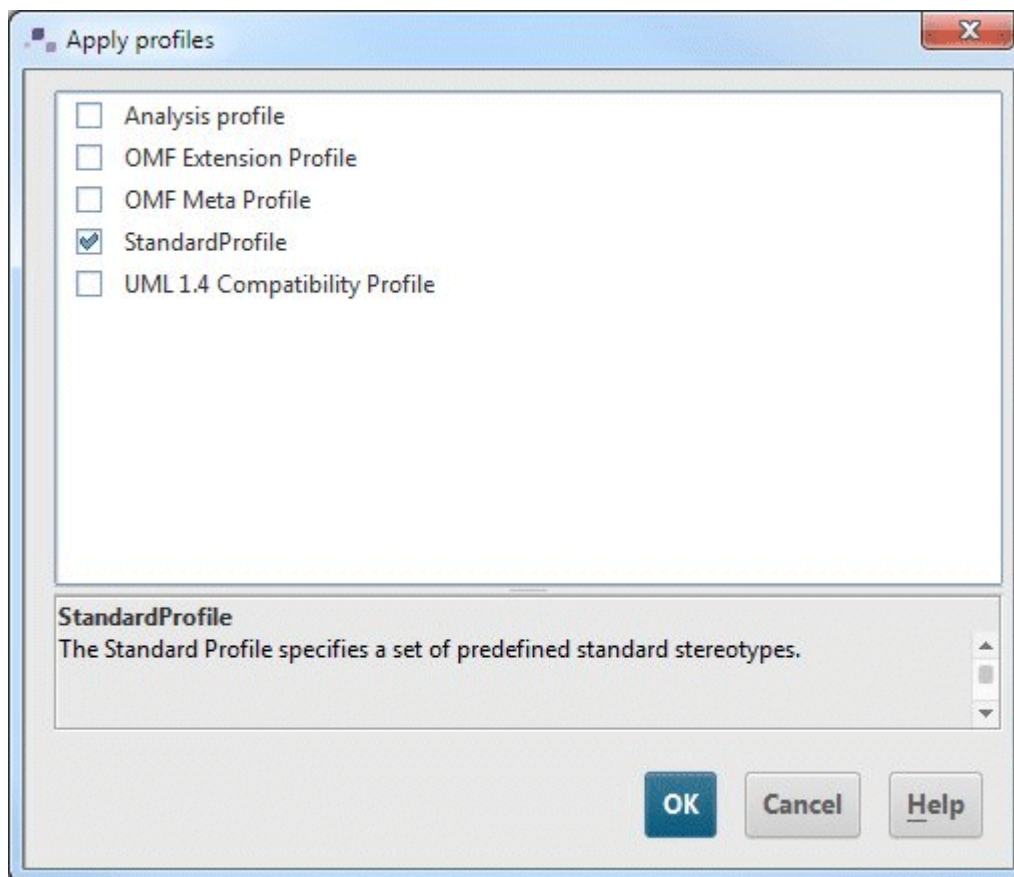 Apply profiles
Analysis profile
OMF Extension Profile
OMF Meta Profile
StandardProfile
UML 1.4 Compatibility Profile
StandardProfile
The Standard Profile specifies a set of predefined standard stereotypes.
OK Cancel Help